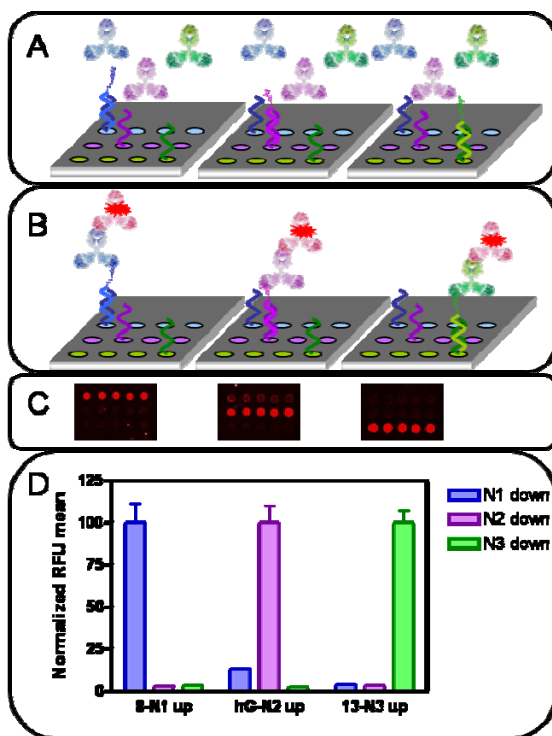 A
B
C
D
Normalized RFU mean
125
100
75
50
25
0
8-N1 up
hG-N2 up
13-N3 up
N1 down
N2 down
N3 down